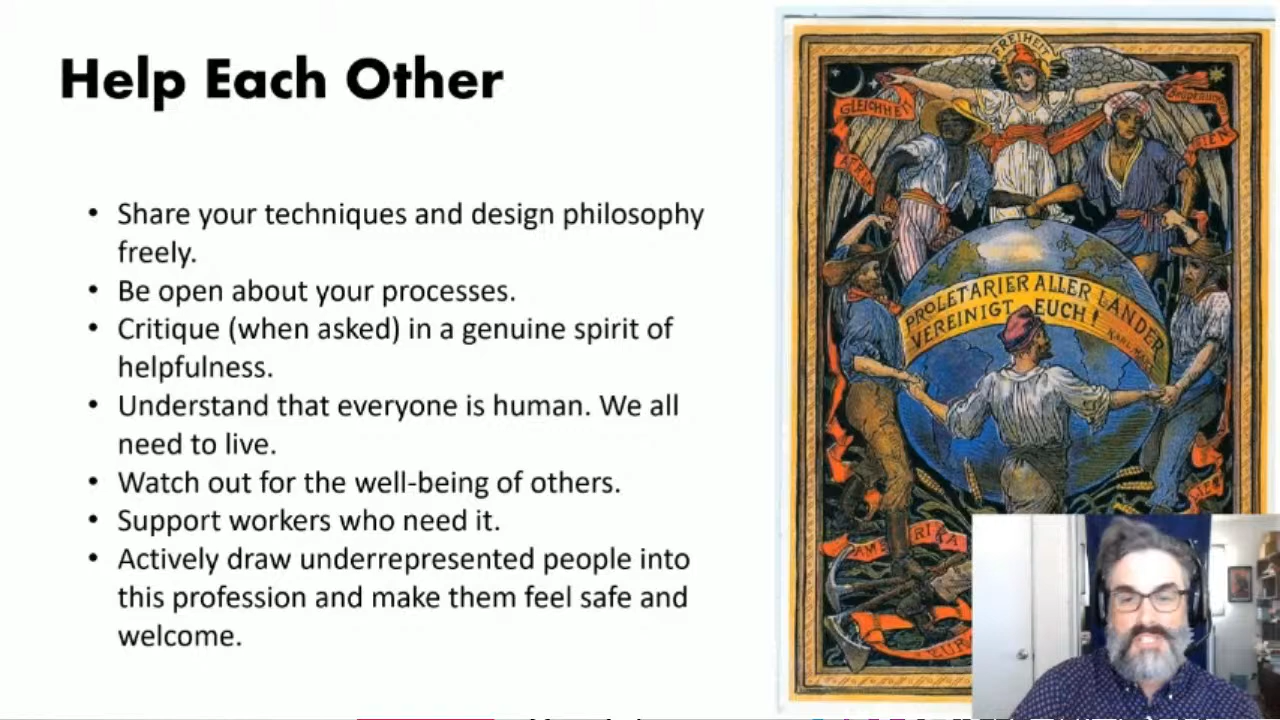 Help Each Other
• Share your techniques and design philosophy
freely.
• Be open about your processes.
• Critique (when asked) in a genuine spirit of
helpfulness.
• Understand that everyone is human. We all
need to live.
• Watch out for the well-being of others.
• Support workers who need it.
• Actively draw underrepresented people into
this profession and make them feel safe and
welcome.
FREIHEIT
GLEICHHEIT
PROLETARIER ALLER LÄNDER
VEREINIGT EUCH!